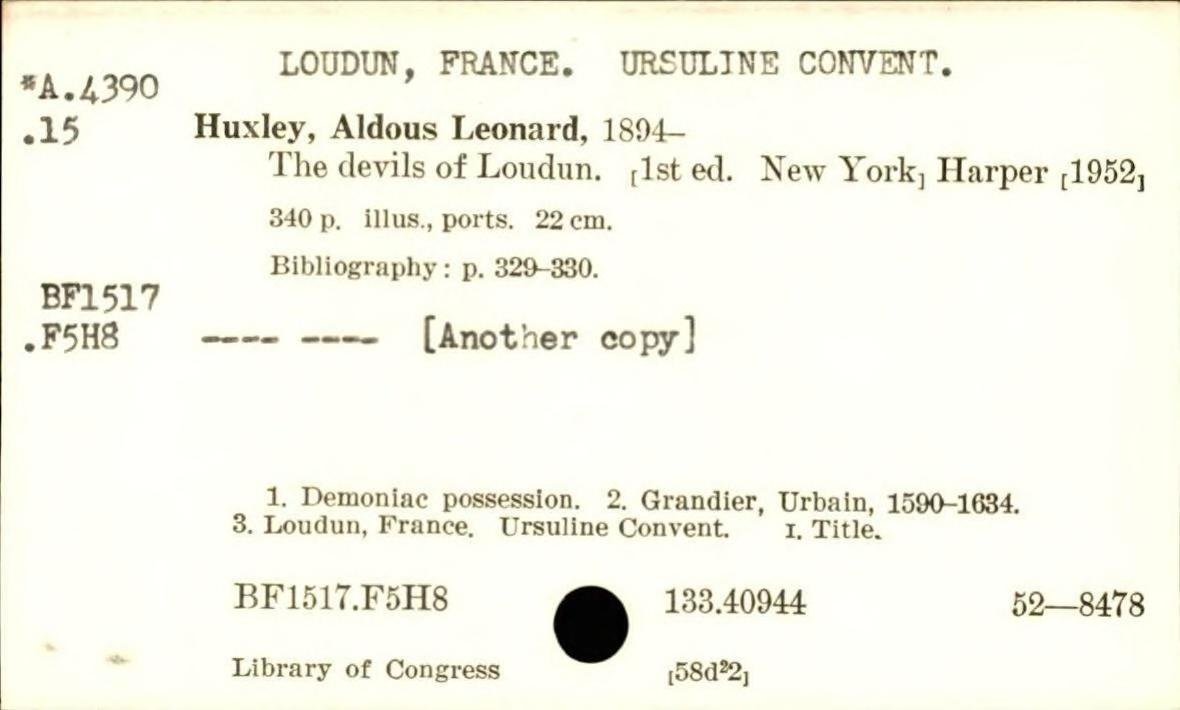 LOUDUN, FRANCE. URSULINE CONVENT.
*A.4390
.15 Huxley, Aldous Leonard, 1894–
The devils of Loudun. [1st ed. New York] Harper [1952]
340 p. illus., ports. 22 cm.
Bibliography: p. 329–330.
BF1517
.F5H8 ---- ---- [Another copy]
1. Demoniac possession. 2. Grandier, Urbain, 1590–1634.
3. Loudun, France. Ursuline Convent. I. Title.
BF1517.F5H8 133.40944 52—8478
Library of Congress [58d²2]